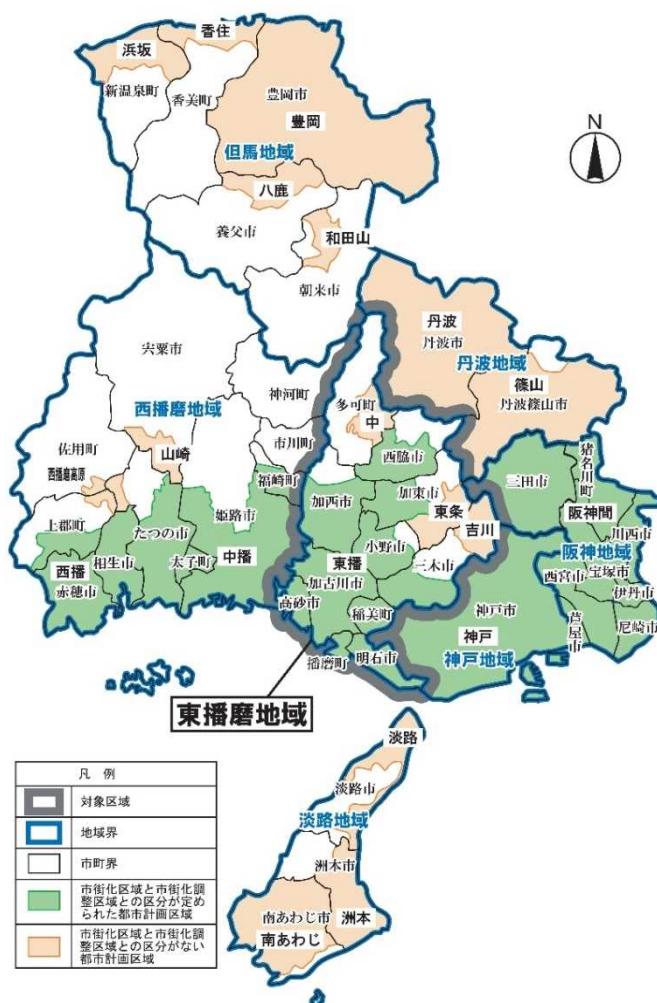 香住
浜坂
新温泉町
香美町
豊岡市
豊岡
但馬地域
八鹿
養父市
和田山
朝来市
N
宍粟市
丹波
丹波市
丹波地域
篠山
丹波篠山市
神河町
西播磨地域
多可町
中
佐用町
市川町
西脇市
猪名川町
西播磨高原
山崎
福崎町
加西市
加東市
三田市
東条
阪神間
上郡町
たつの市
姫路市
吉川
川西市
小野市
阪神地域
西播
相生市
太子町
中播
東播
三木市
西宮市
宝塚市
赤穂市
加古川市
伊丹市
高砂市
稲美町
神戸市
神戸
芦屋市
尼崎市
播磨町
明石市
神戸地域
東播磨地域
淡路
淡路市
淡路地域
洲本市
南あわじ市
洲本
南あわじ
凡 例
対象区域
地域界
市町界
市街化区域と市街化調
整区域との区分が定め
られた都市計画区域
市街化区域と市街化調
整区域との区分がない
都市計画区域